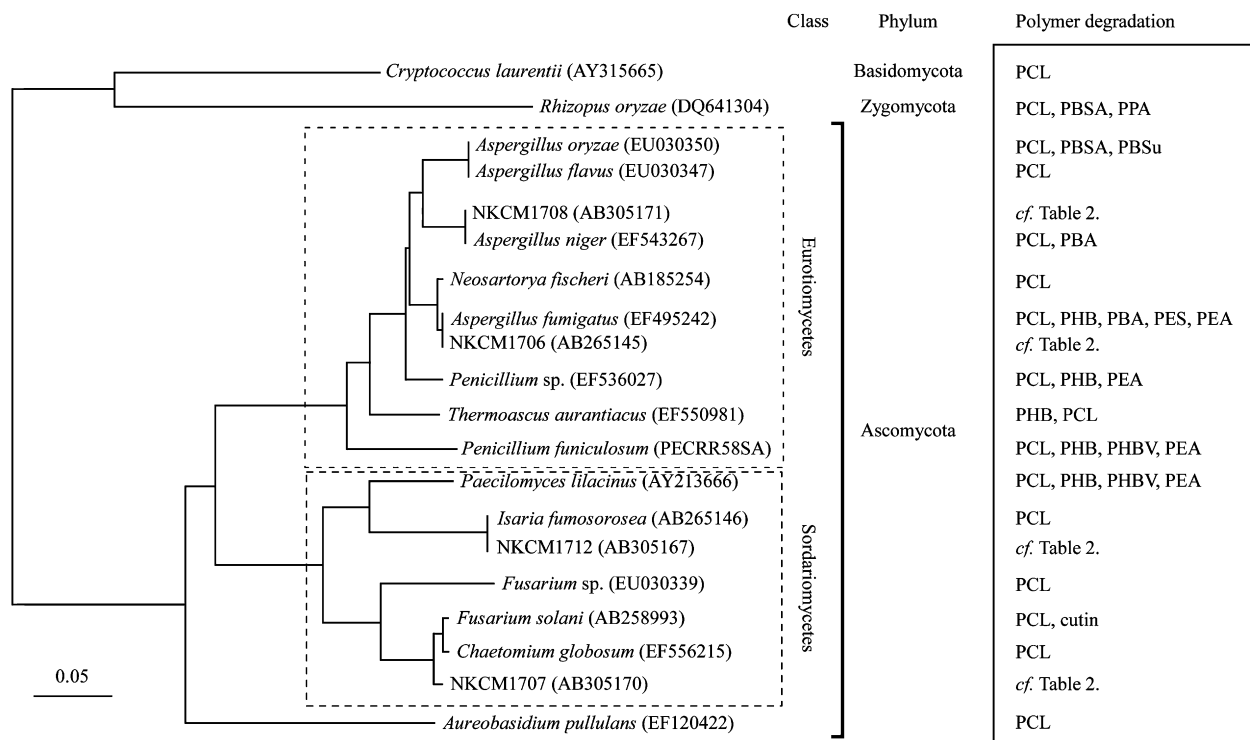 Class Phylum Polymer degradation
Cryptococcus laurentii (AY315665) Basidomycota PCL
Rhizopus oryzae (DQ641304) Zygomycota PCL, PBSA, PPA
Aspergillus oryzae (EU030350) PCL, PBSA, PBSu
Aspergillus flavus (EU030347) PCL
NKCM1708 (AB305171) cf. Table 2.
Aspergillus niger (EF543267) PCL, PBA
Eurotiomycetes
Neosartorya fischeri (AB185254) PCL
Aspergillus fumigatus (EF495242) PCL, PHB, PBA, PES, PEA
NKCM1706 (AB265145) cf. Table 2.
Penicillium sp. (EF536027) PCL, PHB, PEA
Thermoascus aurantiacus (EF550981) PHB, PCL
Ascomycota
Penicillium funiculosum (PECRR58SA) PCL, PHB, PHBV, PEA
Paecilomyces lilacinus (AY213666) PCL, PHB, PHBV, PEA
Isaria fumosorosea (AB265146) PCL
NKCM1712 (AB305167) cf. Table 2.
Sordariomycetes
Fusarium sp. (EU030339) PCL
Fusarium solani (AB258993) PCL, cutin
Chaetomium globosum (EF556215) PCL
NKCM1707 (AB305170) cf. Table 2.
0.05
Aureobasidium pullulans (EF120422) PCL